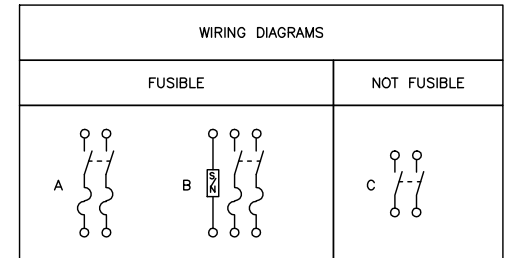 WIRING DIAGRAMS
FUSIBLE
NOT FUSIBLE
A
B
S/N
C